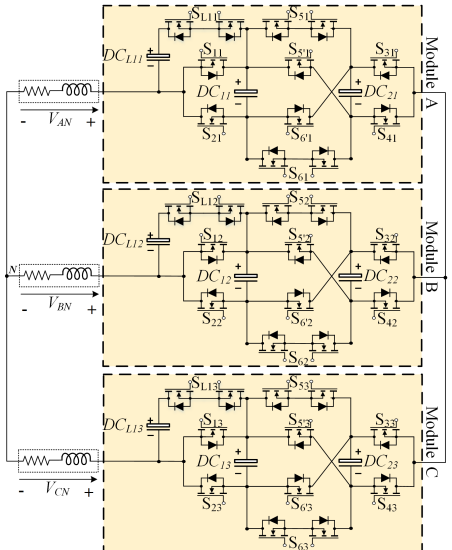 S_L11 S_51
DC_L11 + -
S_11 S_5'1 S_31
+ DC_11 - + DC_21 -
- V_AN +
S_21 S_6'1 S_41
S_61
Module A
S_L12 S_52
DC_L12 + -
S_12 S_5'2 S_32
N
+ DC_12 - + DC_22 -
- V_BN +
S_22 S_6'2 S_42
S_62
Module B
S_L13 S_53
DC_L13 + -
S_13 S_5'3 S_33
+ DC_13 - + DC_23 -
- V_CN +
S_23 S_6'3 S_43
S_63
Module C